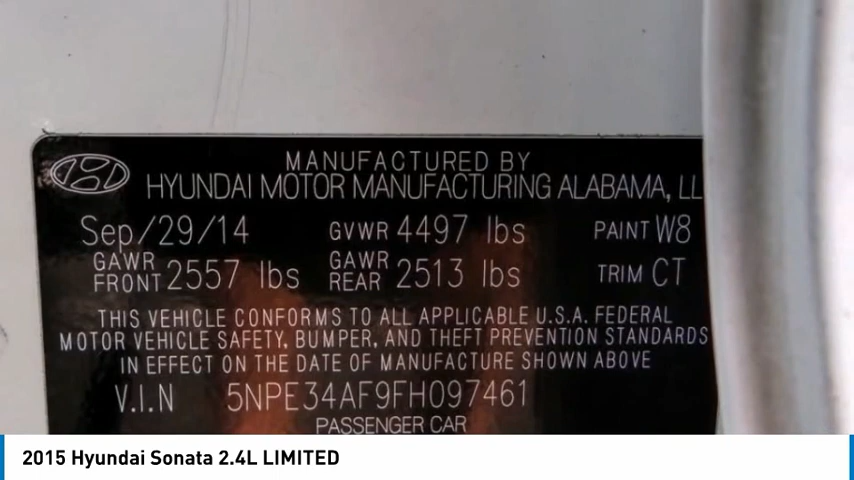 MANUFACTURED BY
HYUNDAI MOTOR MANUFACTURING ALABAMA, LL
Sep/29/14 GVWR 4497 lbs PAINT W8
GAWR FRONT 2557 lbs GAWR REAR 2513 lbs TRIM CT
THIS VEHICLE CONFORMS TO ALL APPLICABLE U.S.A. FEDERAL
MOTOR VEHICLE SAFETY, BUMPER, AND THEFT PREVENTION STANDARDS
IN EFFECT ON THE DATE OF MANUFACTURE SHOWN ABOVE
V.I.N 5NPE34AF9FH097461
PASSENGER CAR
2015 Hyundai Sonata 2.4L LIMITED